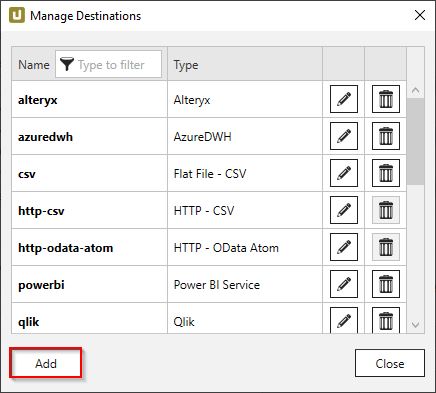 Manage Destinations
Name Type to filter Type
alteryx Alteryx
azuredwh AzureDWH
csv Flat File - CSV
http-csv HTTP - CSV
http-odata-atom HTTP - OData Atom
powerbi Power BI Service
qlik Qlik
Add Close